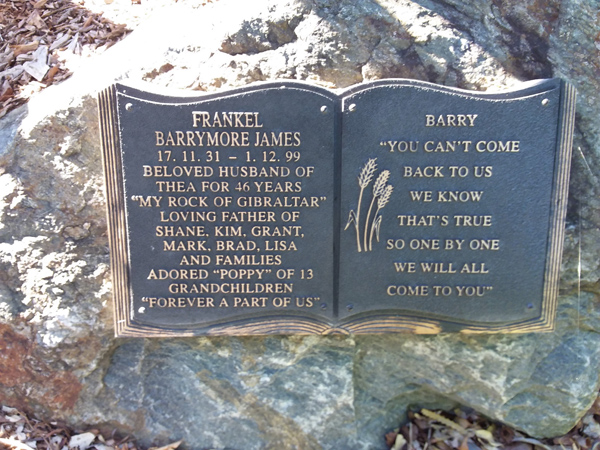 FRANKEL
BARRYMORE JAMES
17. 11. 31 – 1. 12. 99
BELOVED HUSBAND OF
THEA FOR 46 YEARS
"MY ROCK OF GIBRALTAR"
LOVING FATHER OF
SHANE, KIM, GRANT,
MARK, BRAD, LISA
AND FAMILIES
ADORED "POPPY" OF 13
GRANDCHILDREN
"FOREVER A PART OF US"
BARRY
"YOU CAN'T COME
BACK TO US
WE KNOW
THAT'S TRUE
SO ONE BY ONE
WE WILL ALL
COME TO YOU"